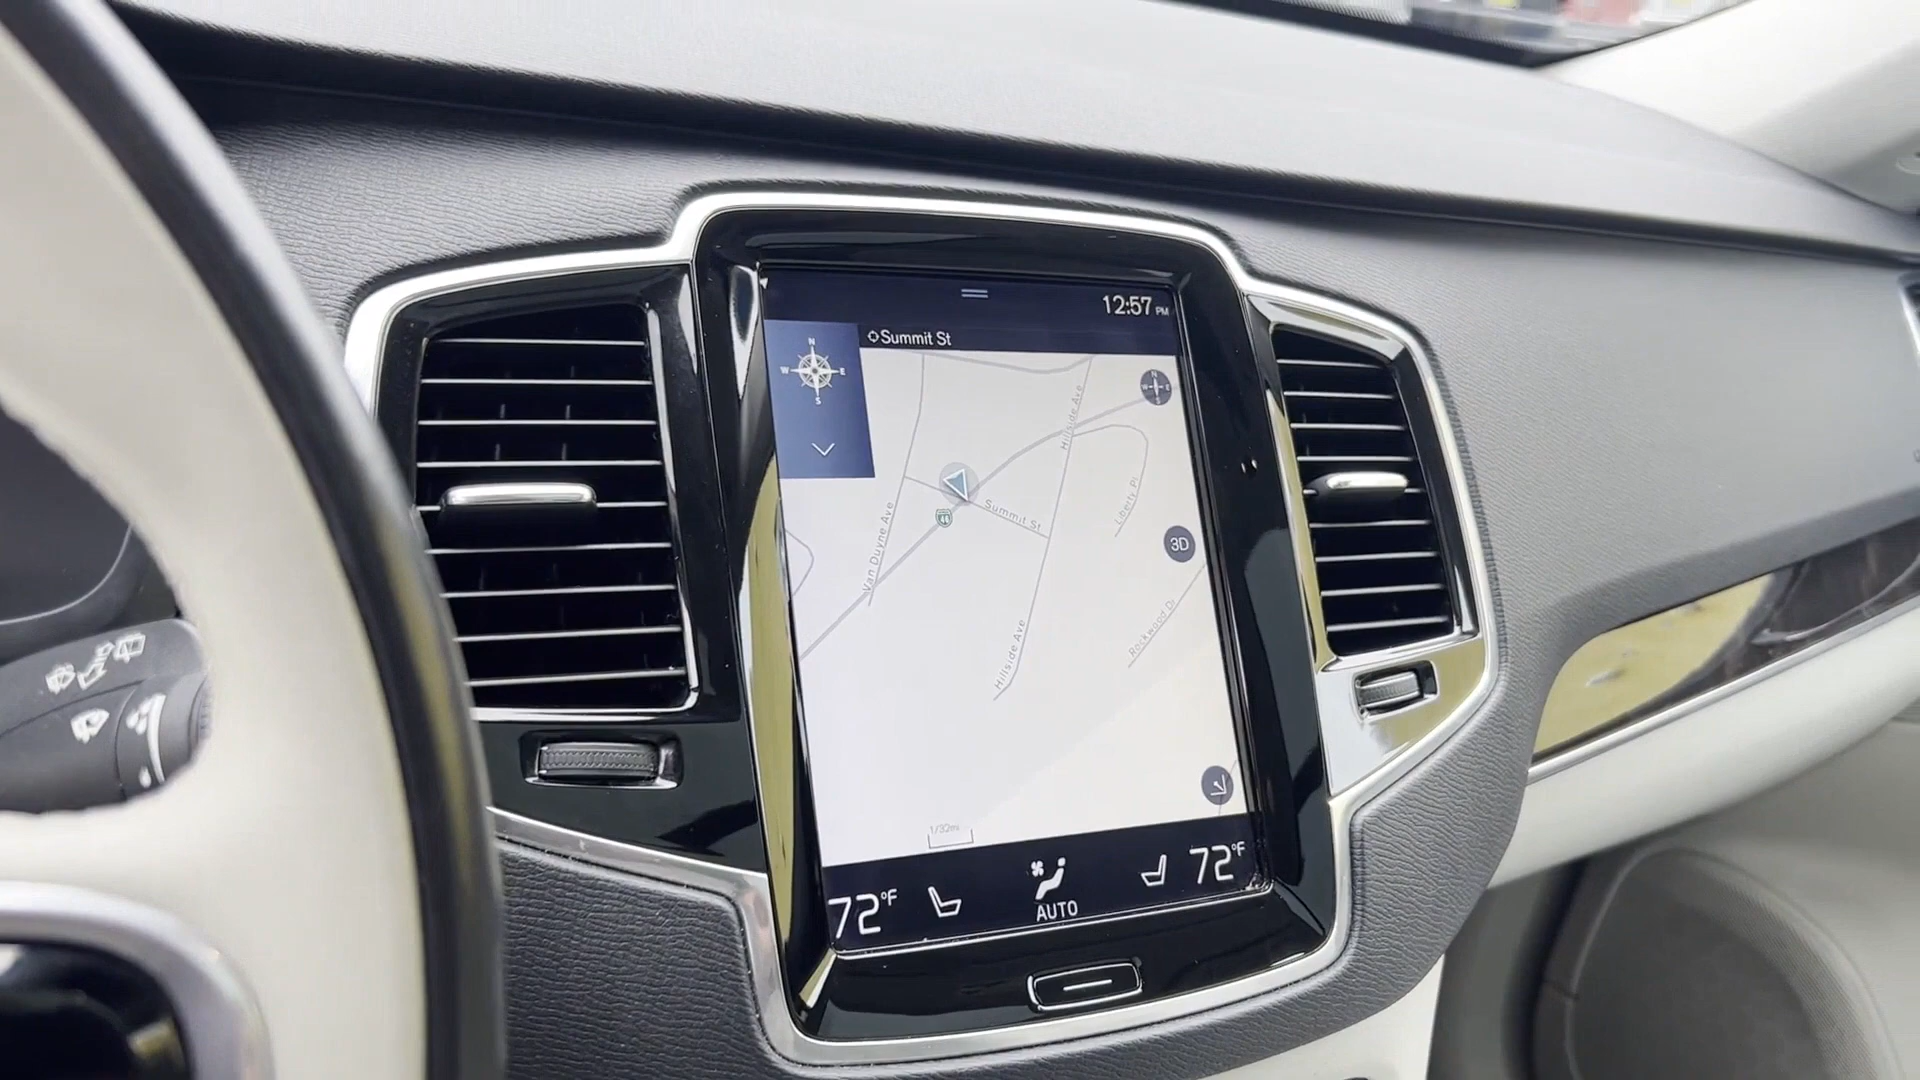 12:57 PM
Summit St
N
W E
S
N
W E
S
Hillside Ave
Liberty Pl
Summit St
46
3D
Van Duyne Ave
Rockwood Dr
Hillside Ave
1/32mi
72°F
AUTO
72°F